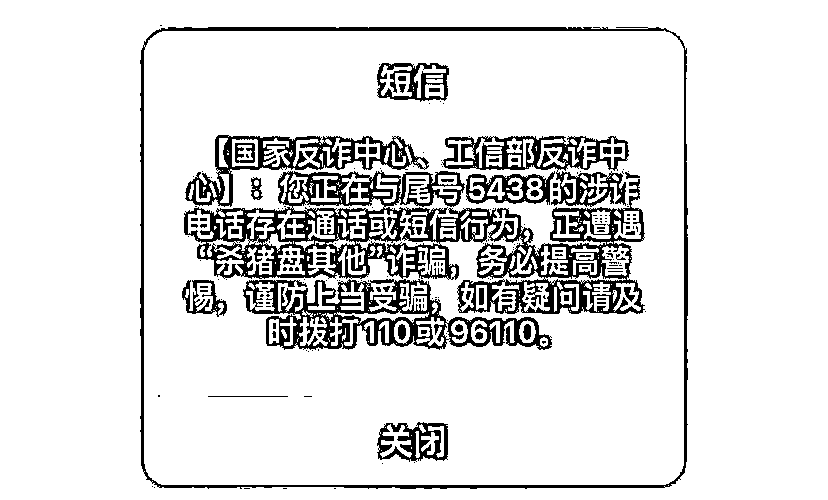 短信
【国家反诈中心、工信部反诈中
心】：您正在与尾号5438的涉诈
电话存在通话或短信行为，正遭遇
“杀猪盘其他”诈骗，务必提高警
惕，谨防上当受骗，如有疑问请及
时拨打110或96110。
关闭